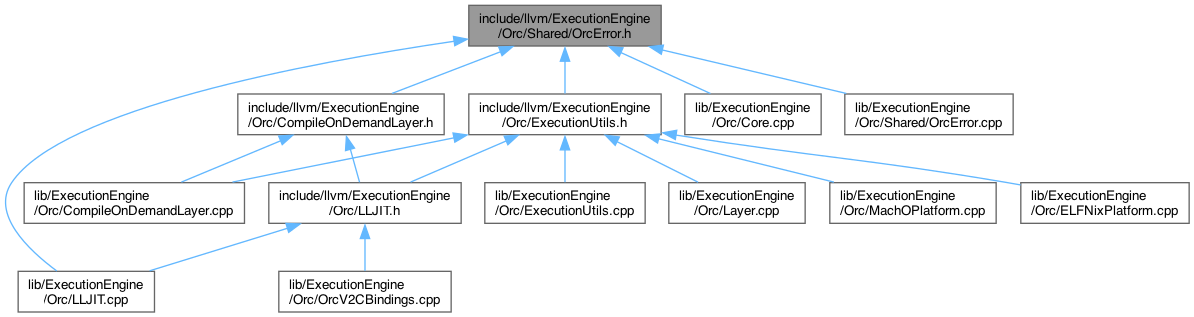 include/llvm/ExecutionEngine
/Orc/Shared/OrcError.h
include/llvm/ExecutionEngine
/Orc/CompileOnDemandLayer.h
include/llvm/ExecutionEngine
/Orc/ExecutionUtils.h
lib/ExecutionEngine
/Orc/Core.cpp
lib/ExecutionEngine
/Orc/Shared/OrcError.cpp
lib/ExecutionEngine
/Orc/CompileOnDemandLayer.cpp
include/llvm/ExecutionEngine
/Orc/LLJIT.h
lib/ExecutionEngine
/Orc/ExecutionUtils.cpp
lib/ExecutionEngine
/Orc/Layer.cpp
lib/ExecutionEngine
/Orc/MachOPlatform.cpp
lib/ExecutionEngine
/Orc/ELFNixPlatform.cpp
lib/ExecutionEngine
/Orc/LLJIT.cpp
lib/ExecutionEngine
/Orc/OrcV2CBindings.cpp